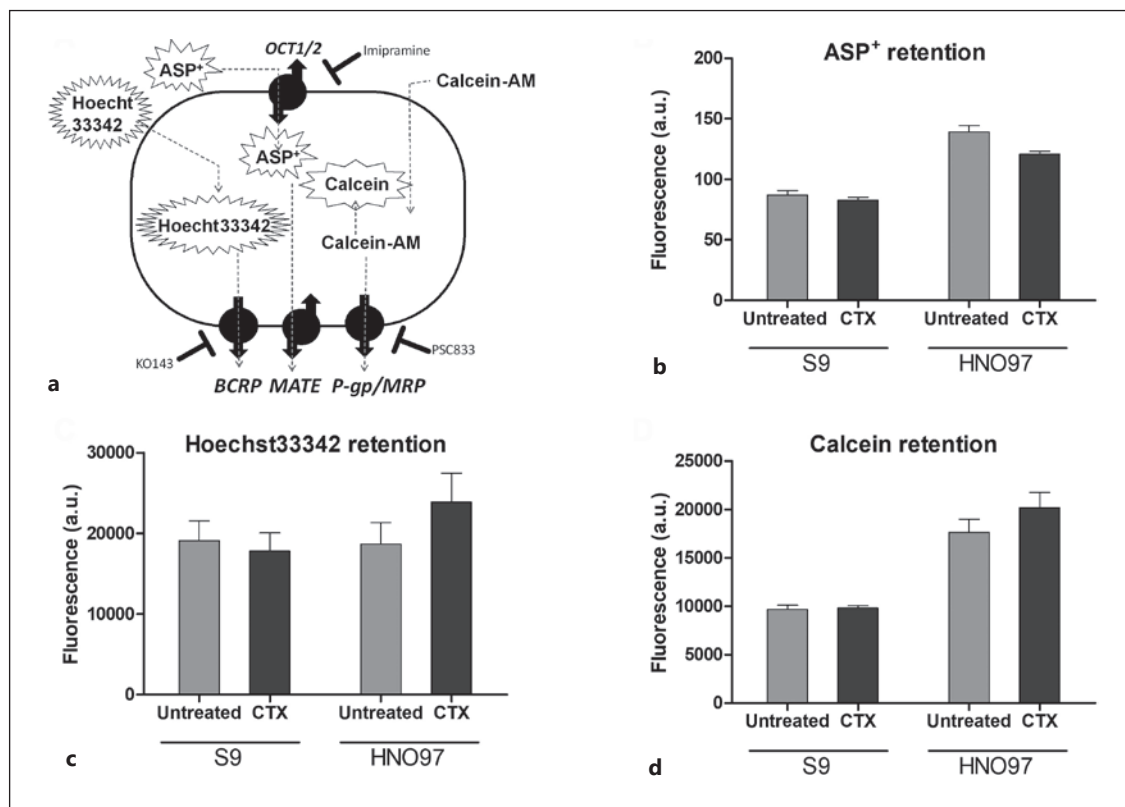 OCT1/2
Imipramine
ASP+
Calcein-AM
Hoecht
33342
ASP+
Calcein
Hoecht33342
Calcein-AM
KO143
PSC833
BCRP MATE P-gp/MRP
a
ASP+ retention
Fluorescence (a.u.)
200
150
100
50
0
Untreated CTX Untreated CTX
S9 HNO97
b
C
Hoechst33342 retention
Fluorescence (a.u.)
30000
20000
10000
0
Untreated CTX Untreated CTX
S9 HNO97
c
D
Calcein retention
Fluorescence (a.u.)
25000
20000
15000
10000
5000
0
Untreated CTX Untreated CTX
S9 HNO97
d